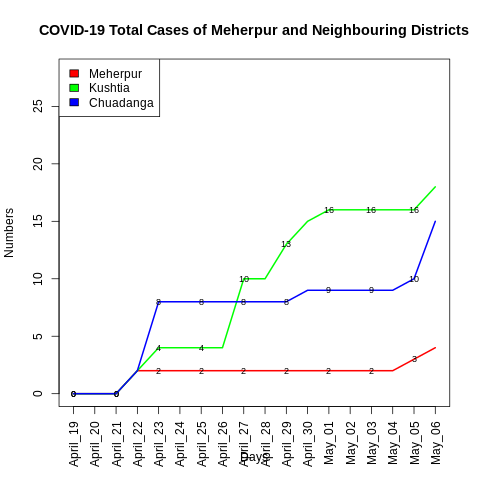 COVID-19 Total Cases of Meherpur and Neighbouring Districts
Meherpur
Kushtia
Chuadanga
Numbers
25
20
15
10
5
0
16 16 16
13
10
9 9 10
8 8 8 8
4 4
2 2 2 2 2 2 3
0 0
April_19 April_20 April_21 April_22 April_23 April_24 April_25 April_26 April_27 April_28 April_29 April_30 May_01 May_02 May_03 May_04 May_05 May_06
Days